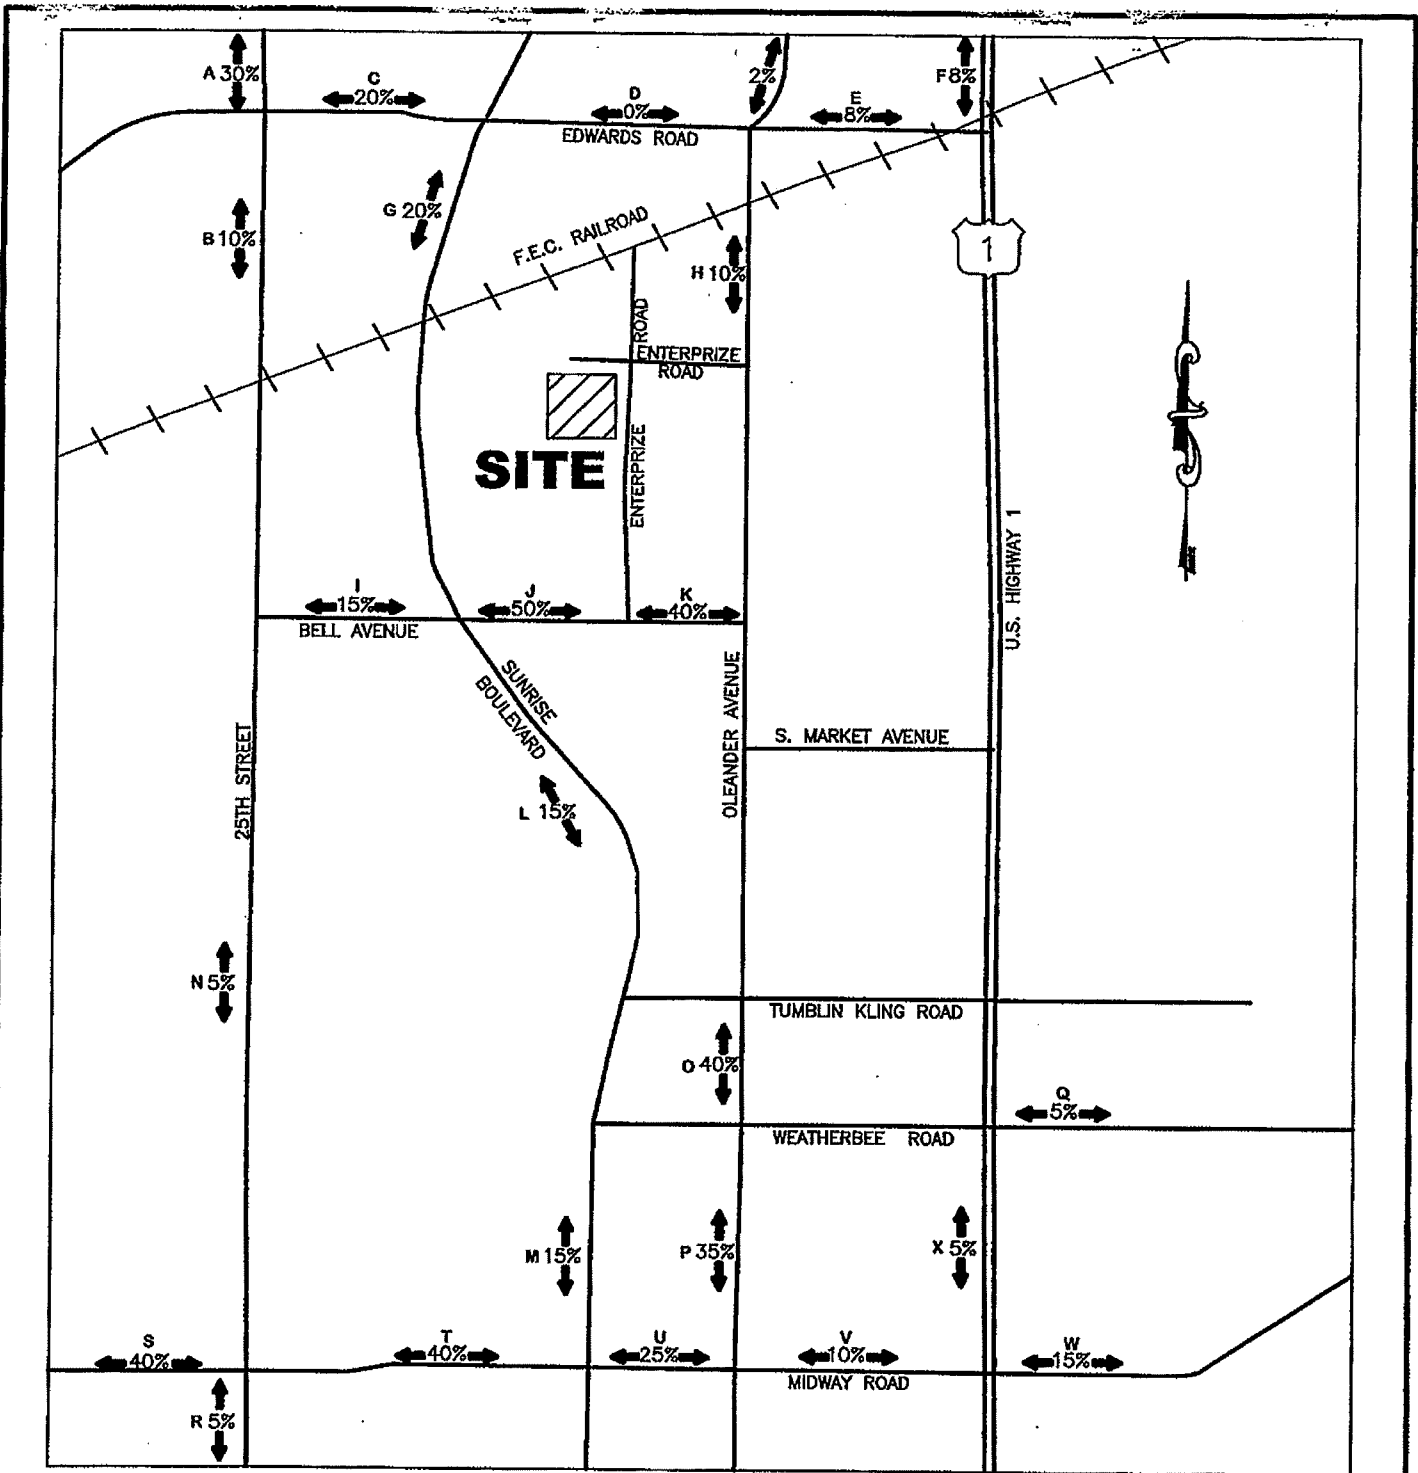 A 30%
C
20%
D
0%
2%
E
8%
F 8%
EDWARDS ROAD
G 20%
B 10%
F.E.C. RAILROAD
H 10%
1
ROAD
ENTERPRIZE
ROAD
SITE
ENTERPRIZE
U.S. HIGHWAY 1
I
15%
J
50%
K
40%
BELL AVENUE
SUNRISE
BOULEVARD
OLEANDER AVENUE
S. MARKET AVENUE
25TH STREET
L 15%
N 5%
TUMBLIN KLING ROAD
O 40%
Q
5%
WEATHERBEE ROAD
M 15%
P 35%
X 5%
S
40%
T
40%
U
25%
V
10%
W
15%
MIDWAY ROAD
R 5%